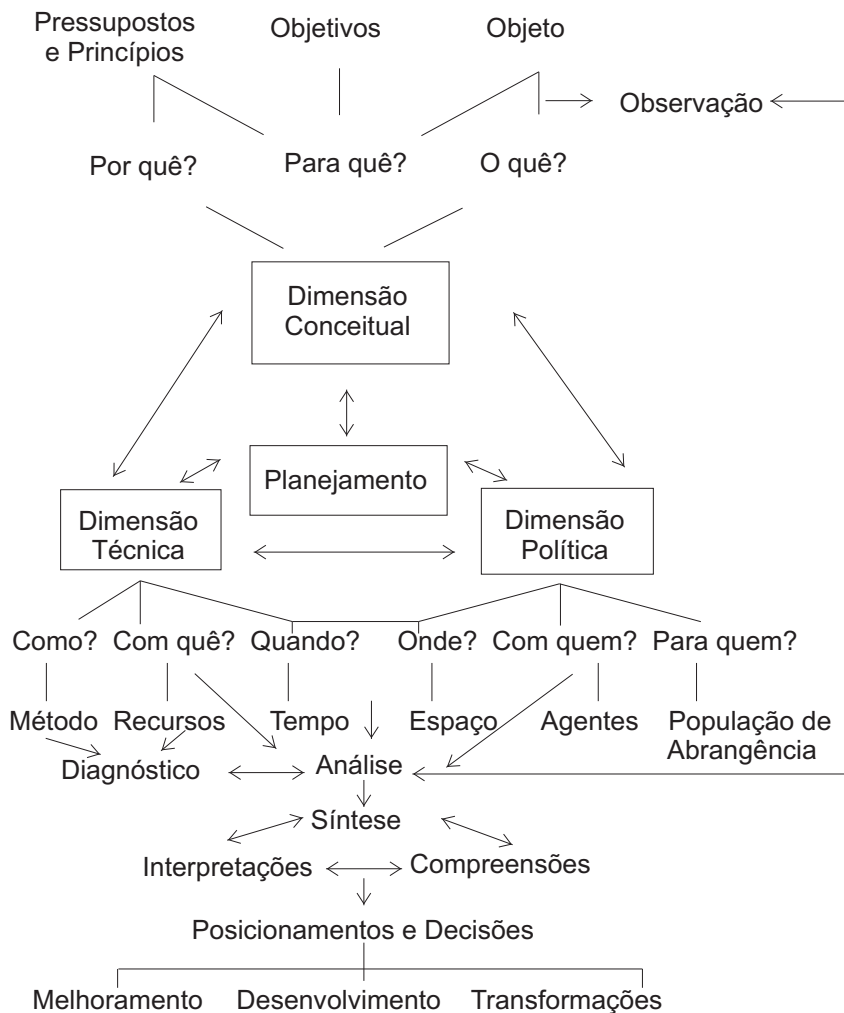 Pressupostos
e Princípios
Objetivos
Objeto
Observação
Por quê?
Para quê?
O quê?
Dimensão
Conceitual
Planejamento
Dimensão
Técnica
Dimensão
Política
Como?
Com quê?
Quando?
Onde?
Com quem?
Para quem?
Método
Recursos
Tempo
Espaço
Agentes
População de
Abrangência
Diagnóstico
Análise
Síntese
Interpretações
Compreensões
Posicionamentos e Decisões
Melhoramento
Desenvolvimento
Transformações